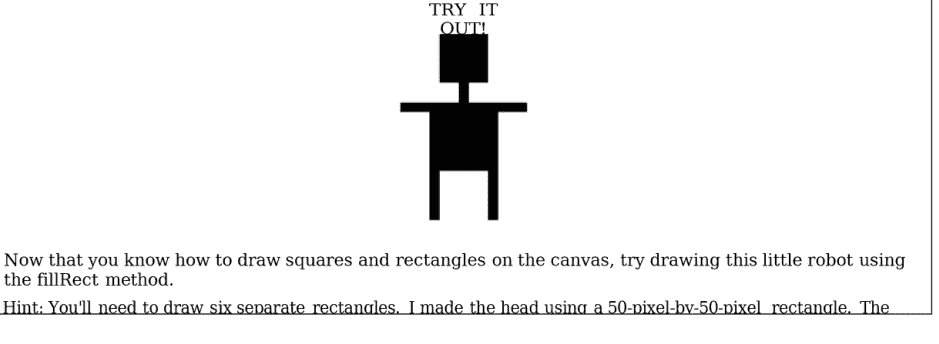 TRY IT
OUT!
Now that you know how to draw squares and rectangles on the canvas, try drawing this little robot using
the fillRect method.
Hint: You'll need to draw six separate rectangles. I made the head using a 50-pixel-by-50-pixel rectangle. The